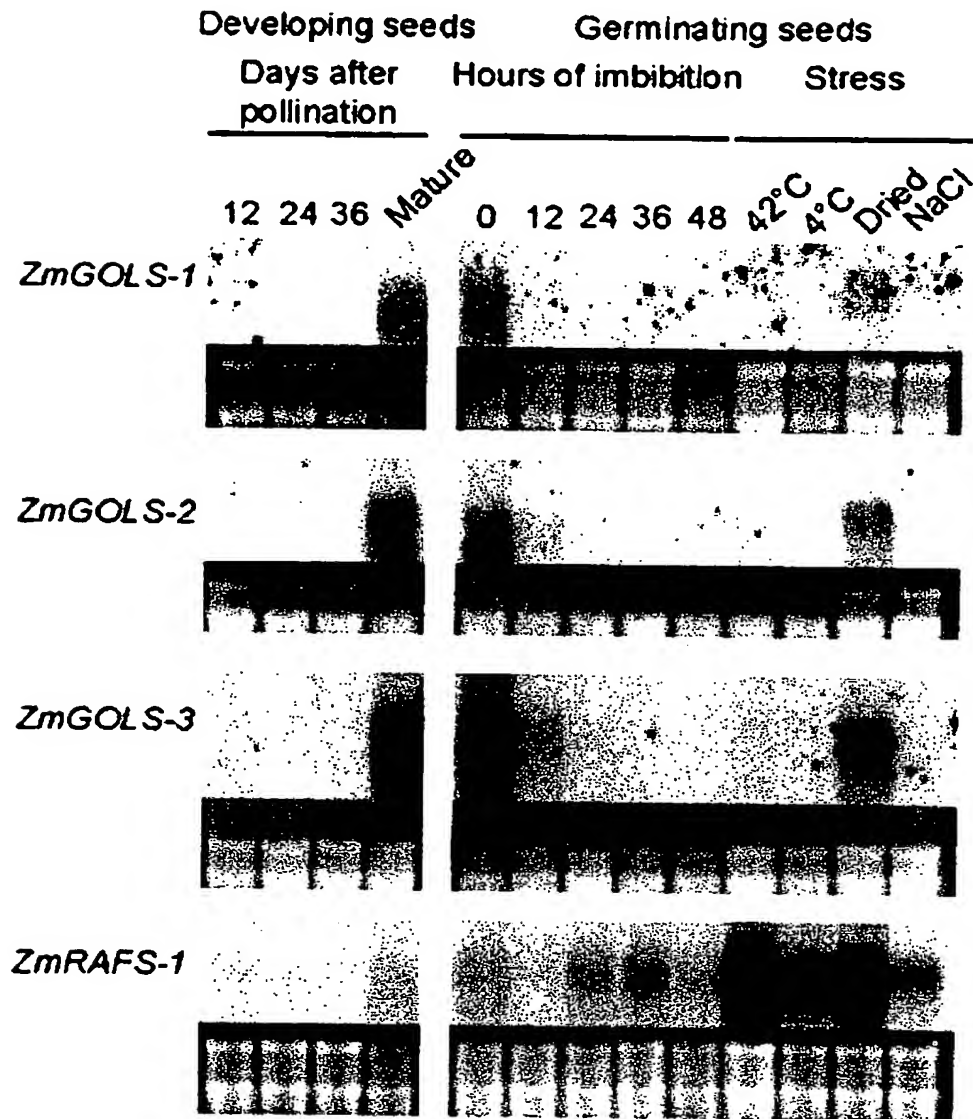 Developing seeds Germinating seeds
Days after pollination Hours of imbibition Stress
12 24 36 Mature 0 12 24 36 48 42°C 4°C Dried NaCl
ZmGOLS-1
ZmGOLS-2
ZmGOLS-3
ZmRAFS-1